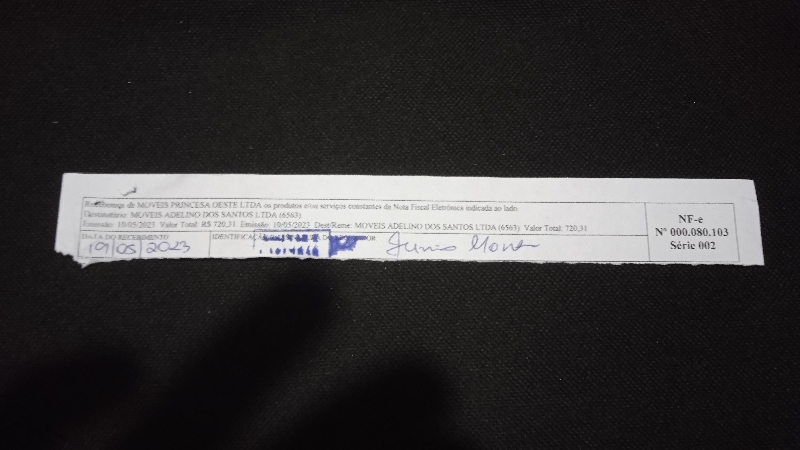 Recebemos de MOVEIS PRINCESA OESTE LTDA os produtos e/ou serviços constantes da Nota Fiscal Eletrônica indicada ao lado.
Destinatário: MOVEIS ADELINO DOS SANTOS LTDA (6563)
Emissão: 10/05/2023 Valor Total: R$ 720,31 Emissão: 10/05/2023 Dest/Reme: MOVEIS ADELINO DOS SANTOS LTDA (6563) Valor Total: 720,31
DATA DO RECEBIMENTO
19/05/2023
IDENTIFICAÇÃO
NF-e
Nº 000.080.103
Série 002